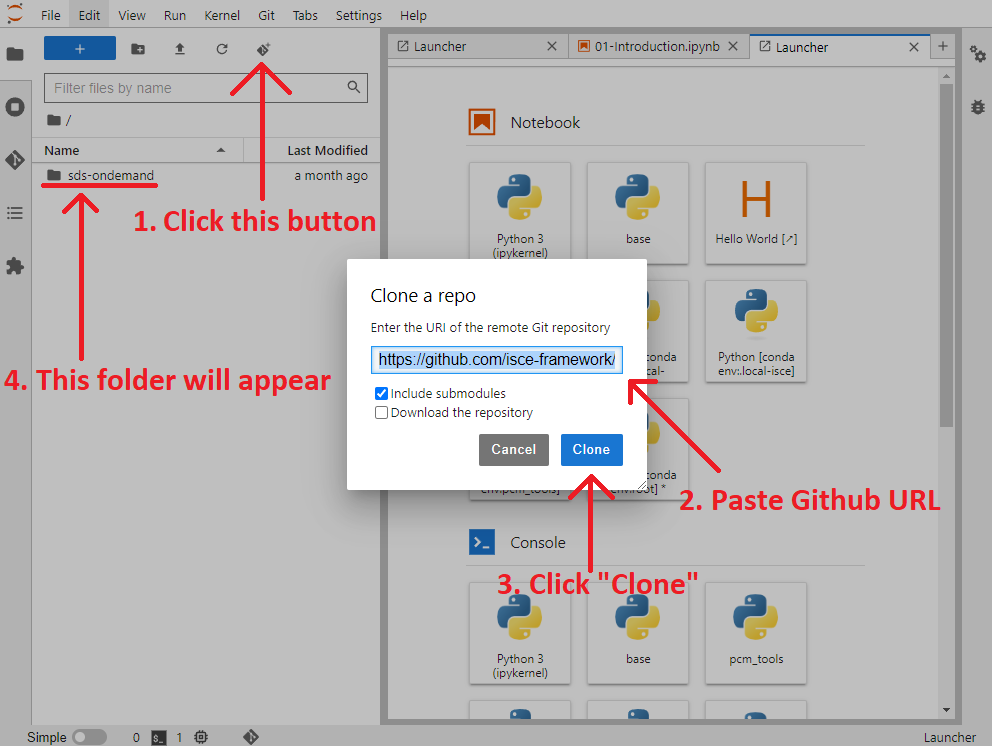 File Edit View Run Kernel Git Tabs Settings Help
Launcher
01-Introduction.ipynb
Launcher
Filter files by name
/
Name Last Modified
sds-ondemand a month ago
1. Click this button
4. This folder will appear
Notebook
Python 3
(ipykernel)
base
Hello World [↗]
Clone a repo
Enter the URI of the remote Git repository
https://github.com/isce-framework/
Include submodules
Download the repository
Cancel Clone
Python [conda
env:.local-isce]
2. Paste Github URL
3. Click "Clone"
Console
Python 3
(ipykernel)
base
pcm_tools
Simple 0 $_ 1 Launcher